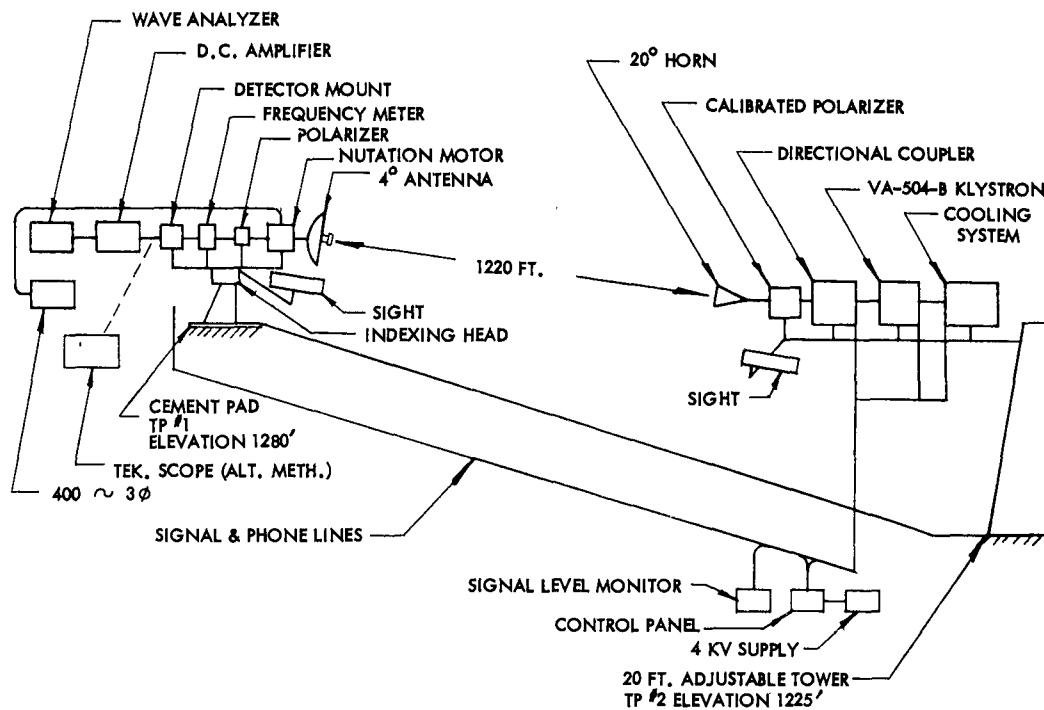 WAVE ANALYZER
D.C. AMPLIFIER
DETECTOR MOUNT
FREQUENCY METER
POLARIZER
NUTATION MOTOR
4° ANTENNA
1220 FT.
SIGHT
INDEXING HEAD
CEMENT PAD
TP #1
ELEVATION 1280'
TEK. SCOPE (ALT. METH.)
400 ~ 3φ
SIGNAL & PHONE LINES
20° HORN
CALIBRATED POLARIZER
DIRECTIONAL COUPLER
VA-504-B KLYSTRON
COOLING
SYSTEM
SIGHT
SIGNAL LEVEL MONITOR
CONTROL PANEL
4 KV SUPPLY
20 FT. ADJUSTABLE TOWER
TP #2 ELEVATION 1225'